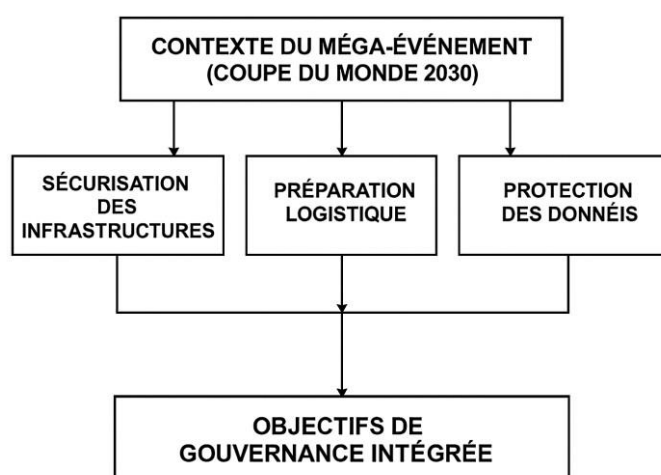 CONTEXTE DU MÉGA-ÉVÉNEMENT
(COUPE DU MONDE 2030)
SÉCURISATION
DES
INFRASTRUCTURES
PRÉPARATION
LOGISTIQUE
PROTECTION
DES DONNÉIS
OBJECTIFS DE
GOUVERNANCE INTÉGRÉE